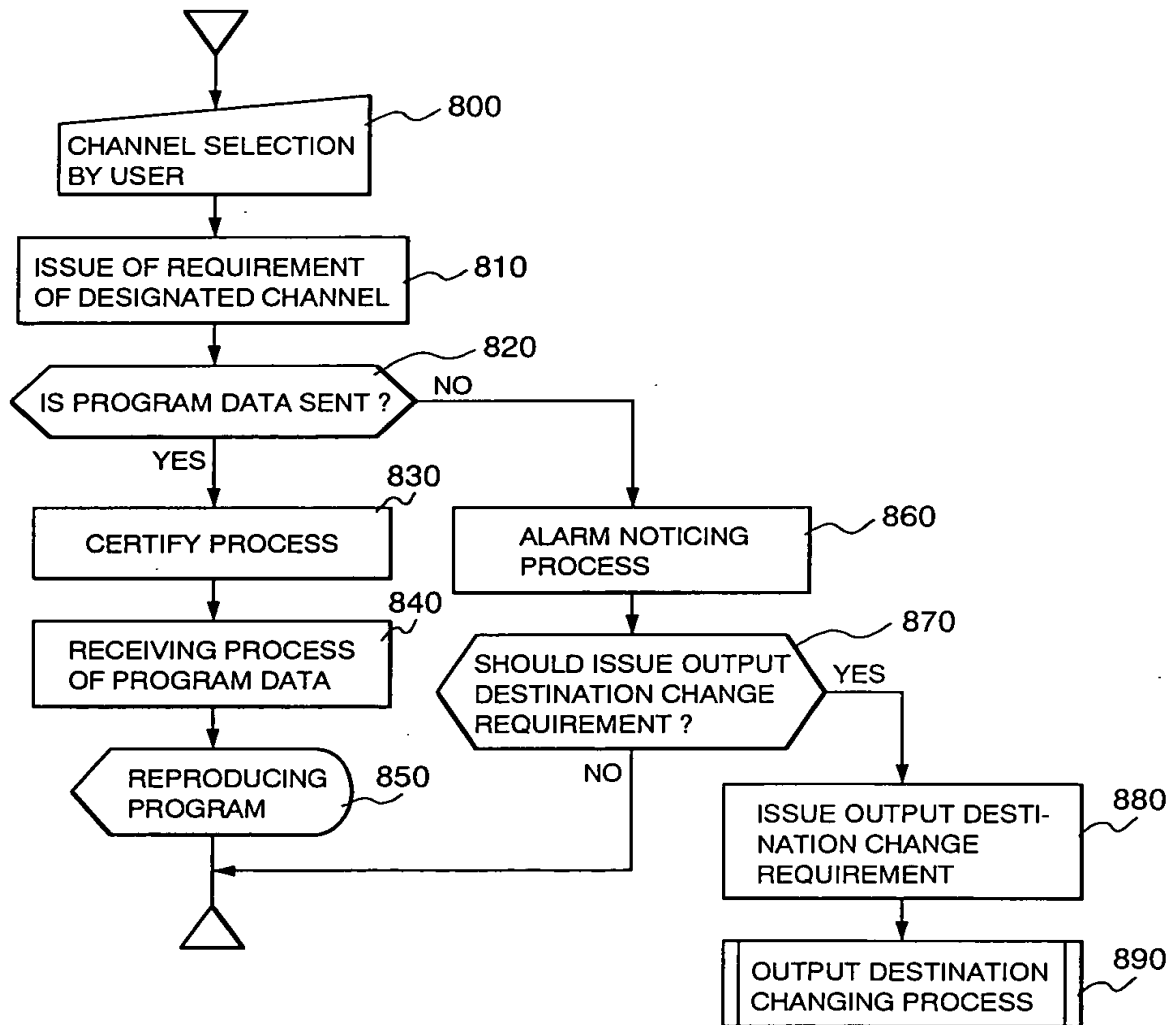 800
CHANNEL SELECTION
BY USER
810
ISSUE OF REQUIREMENT
OF DESIGNATED CHANNEL
820
IS PROGRAM DATA SENT ?
NO
YES
830
CERTIFY PROCESS
860
ALARM NOTICING
PROCESS
840
RECEIVING PROCESS
OF PROGRAM DATA
870
SHOULD ISSUE OUTPUT
DESTINATION CHANGE
REQUIREMENT ?
YES
NO
850
REPRODUCING
PROGRAM
880
ISSUE OUTPUT DESTI-
NATION CHANGE
REQUIREMENT
890
OUTPUT DESTINATION
CHANGING PROCESS